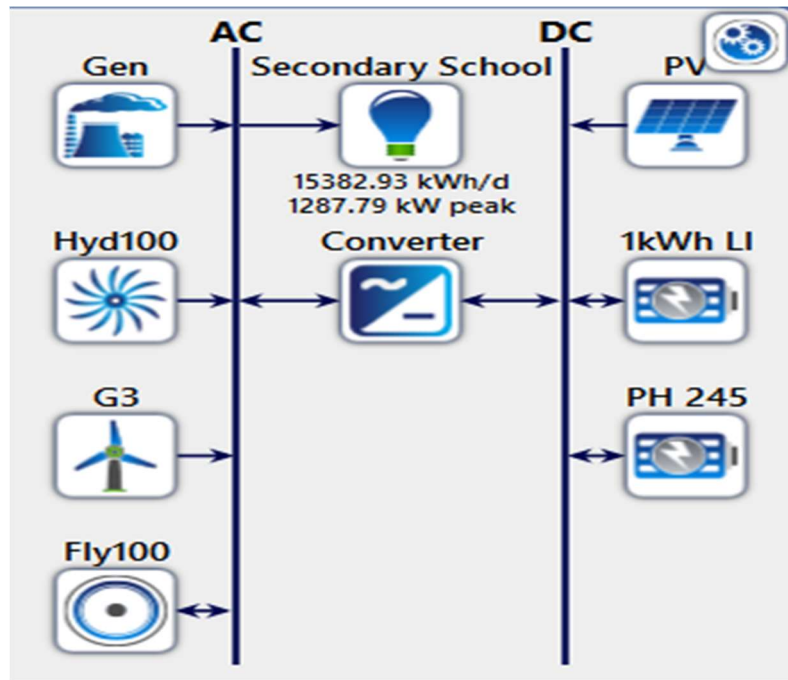 AC
DC
Gen
Secondary School
PV
15382.93 kWh/d
1287.79 kW peak
Hyd100
Converter
1kWh LI
G3
PH 245
Fly100